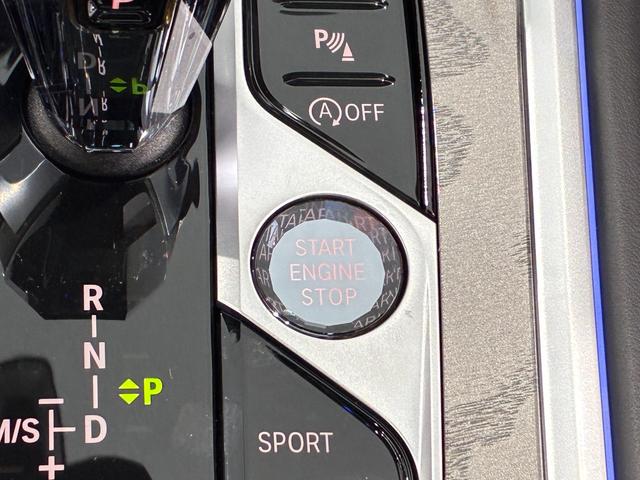 P
P
A OFF
START
ENGINE
STOP
R
N
P
M/S D
+
SPORT